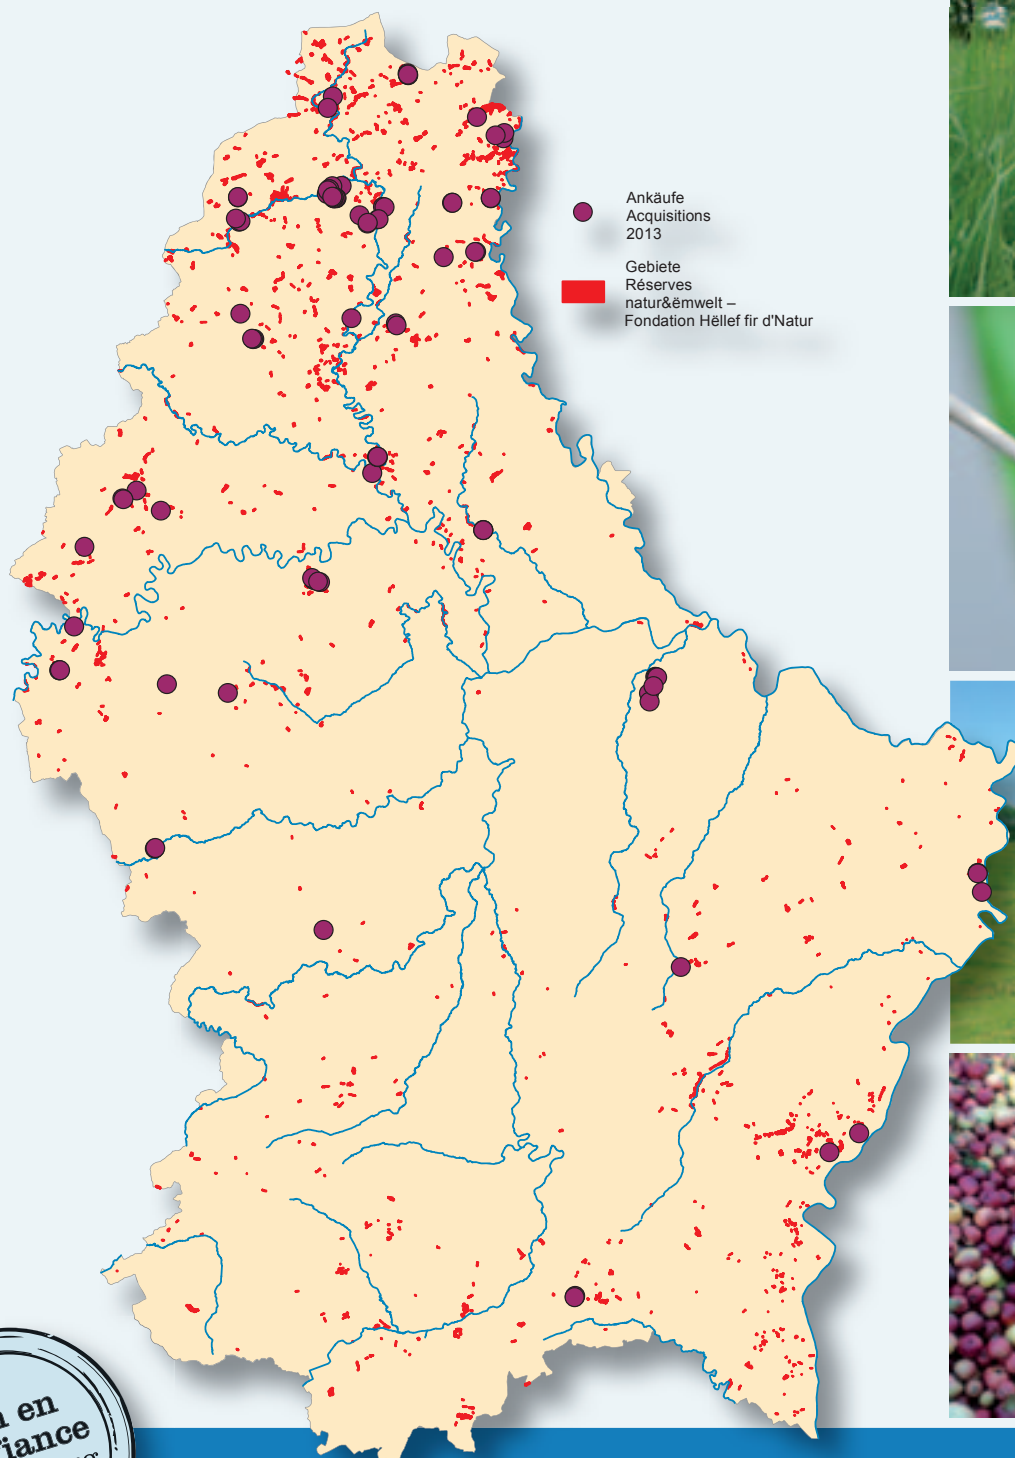 Ankäufe
Acquisitions
2013
Gebiete
Réserves
natur&ëmwelt –
Fondation Hëllef fir d'Natur
en
iance